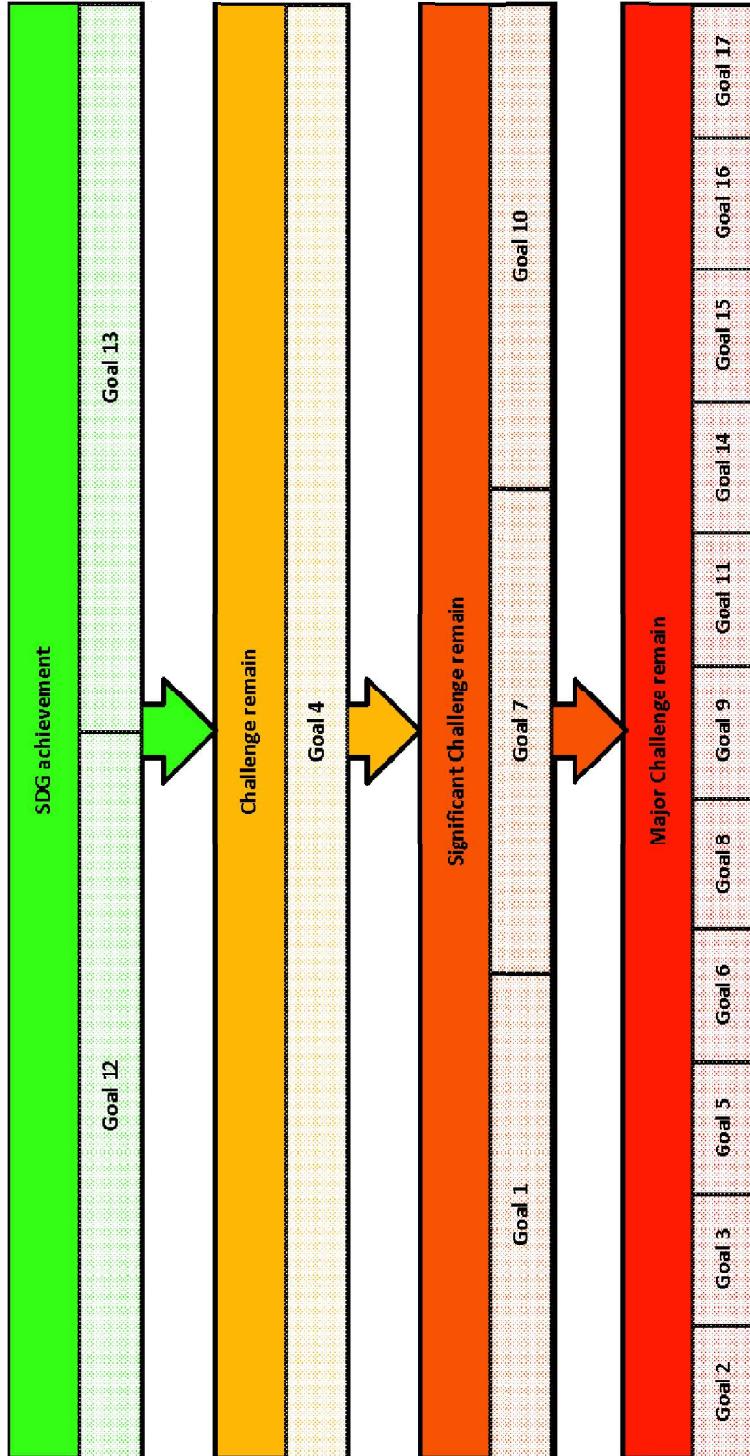 SDG achievement
Goal 12
Goal 13
Challenge remain
Goal 4
Significant Challenge remain
Goal 1
Goal 7
Goal 10
Major Challenge remain
Goal 2
Goal 3
Goal 5
Goal 6
Goal 8
Goal 9
Goal 11
Goal 14
Goal 15
Goal 16
Goal 17